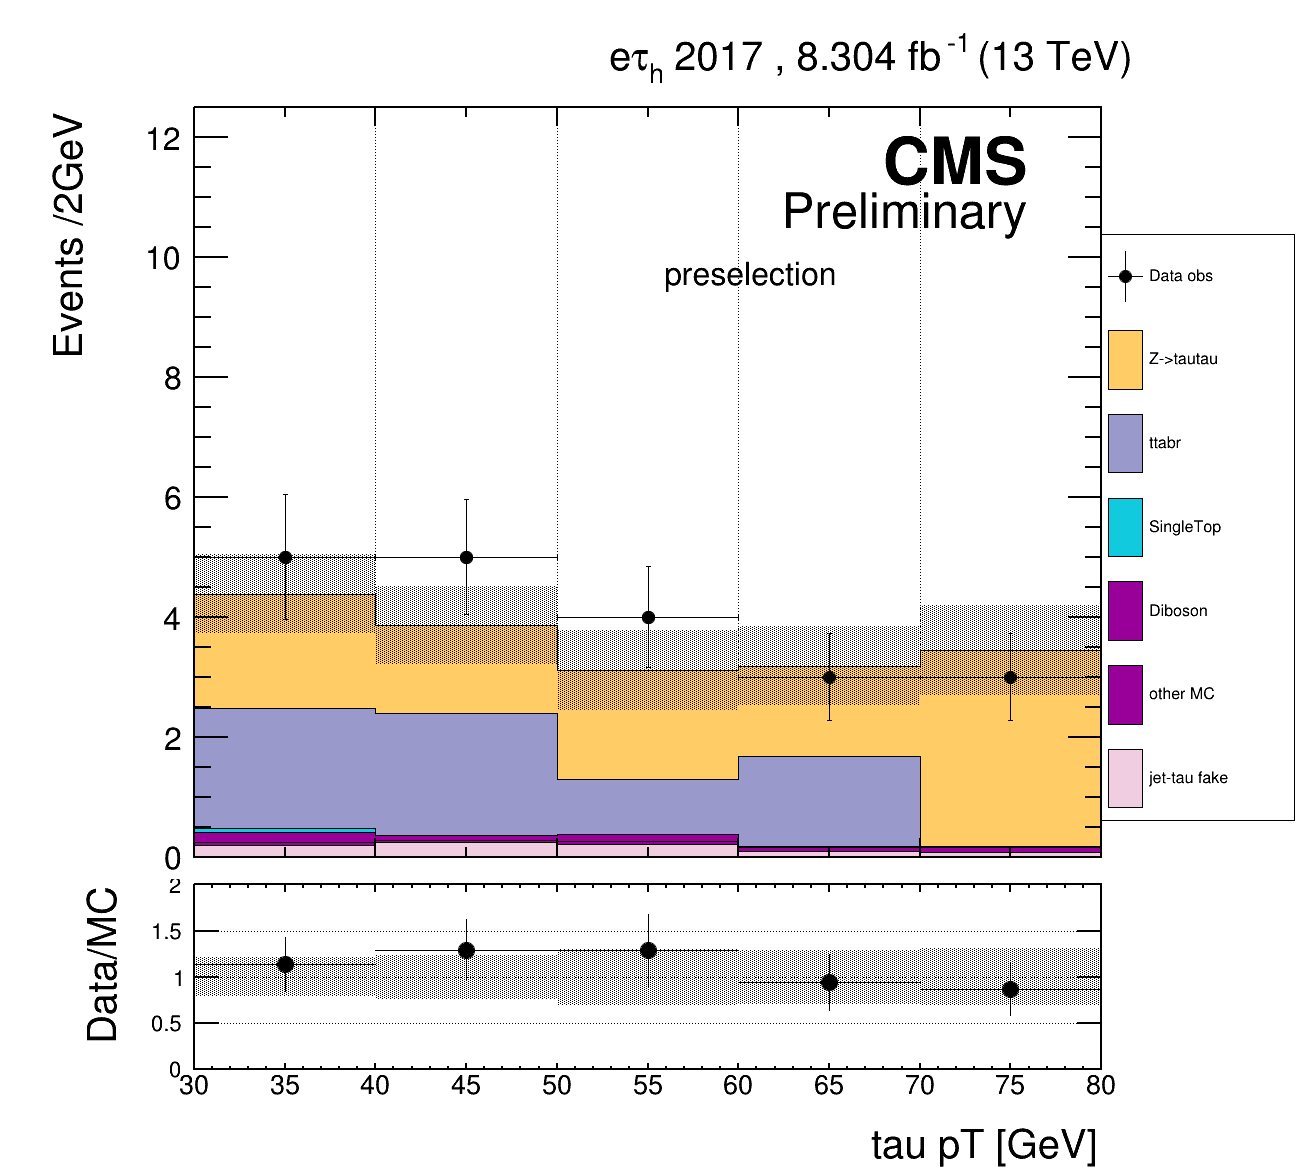 eτh 2017 , 8.304 fb-1 (13 TeV)
Events /2GeV
12
10
8
6
4
2
0
CMS
Preliminary
preselection
Data obs
Z->tautau
ttabr
SingleTop
Diboson
other MC
jet-tau fake
Data/MC
2
1.5
1
0.5
0
30 35 40 45 50 55 60 65 70 75 80
tau pT [GeV]